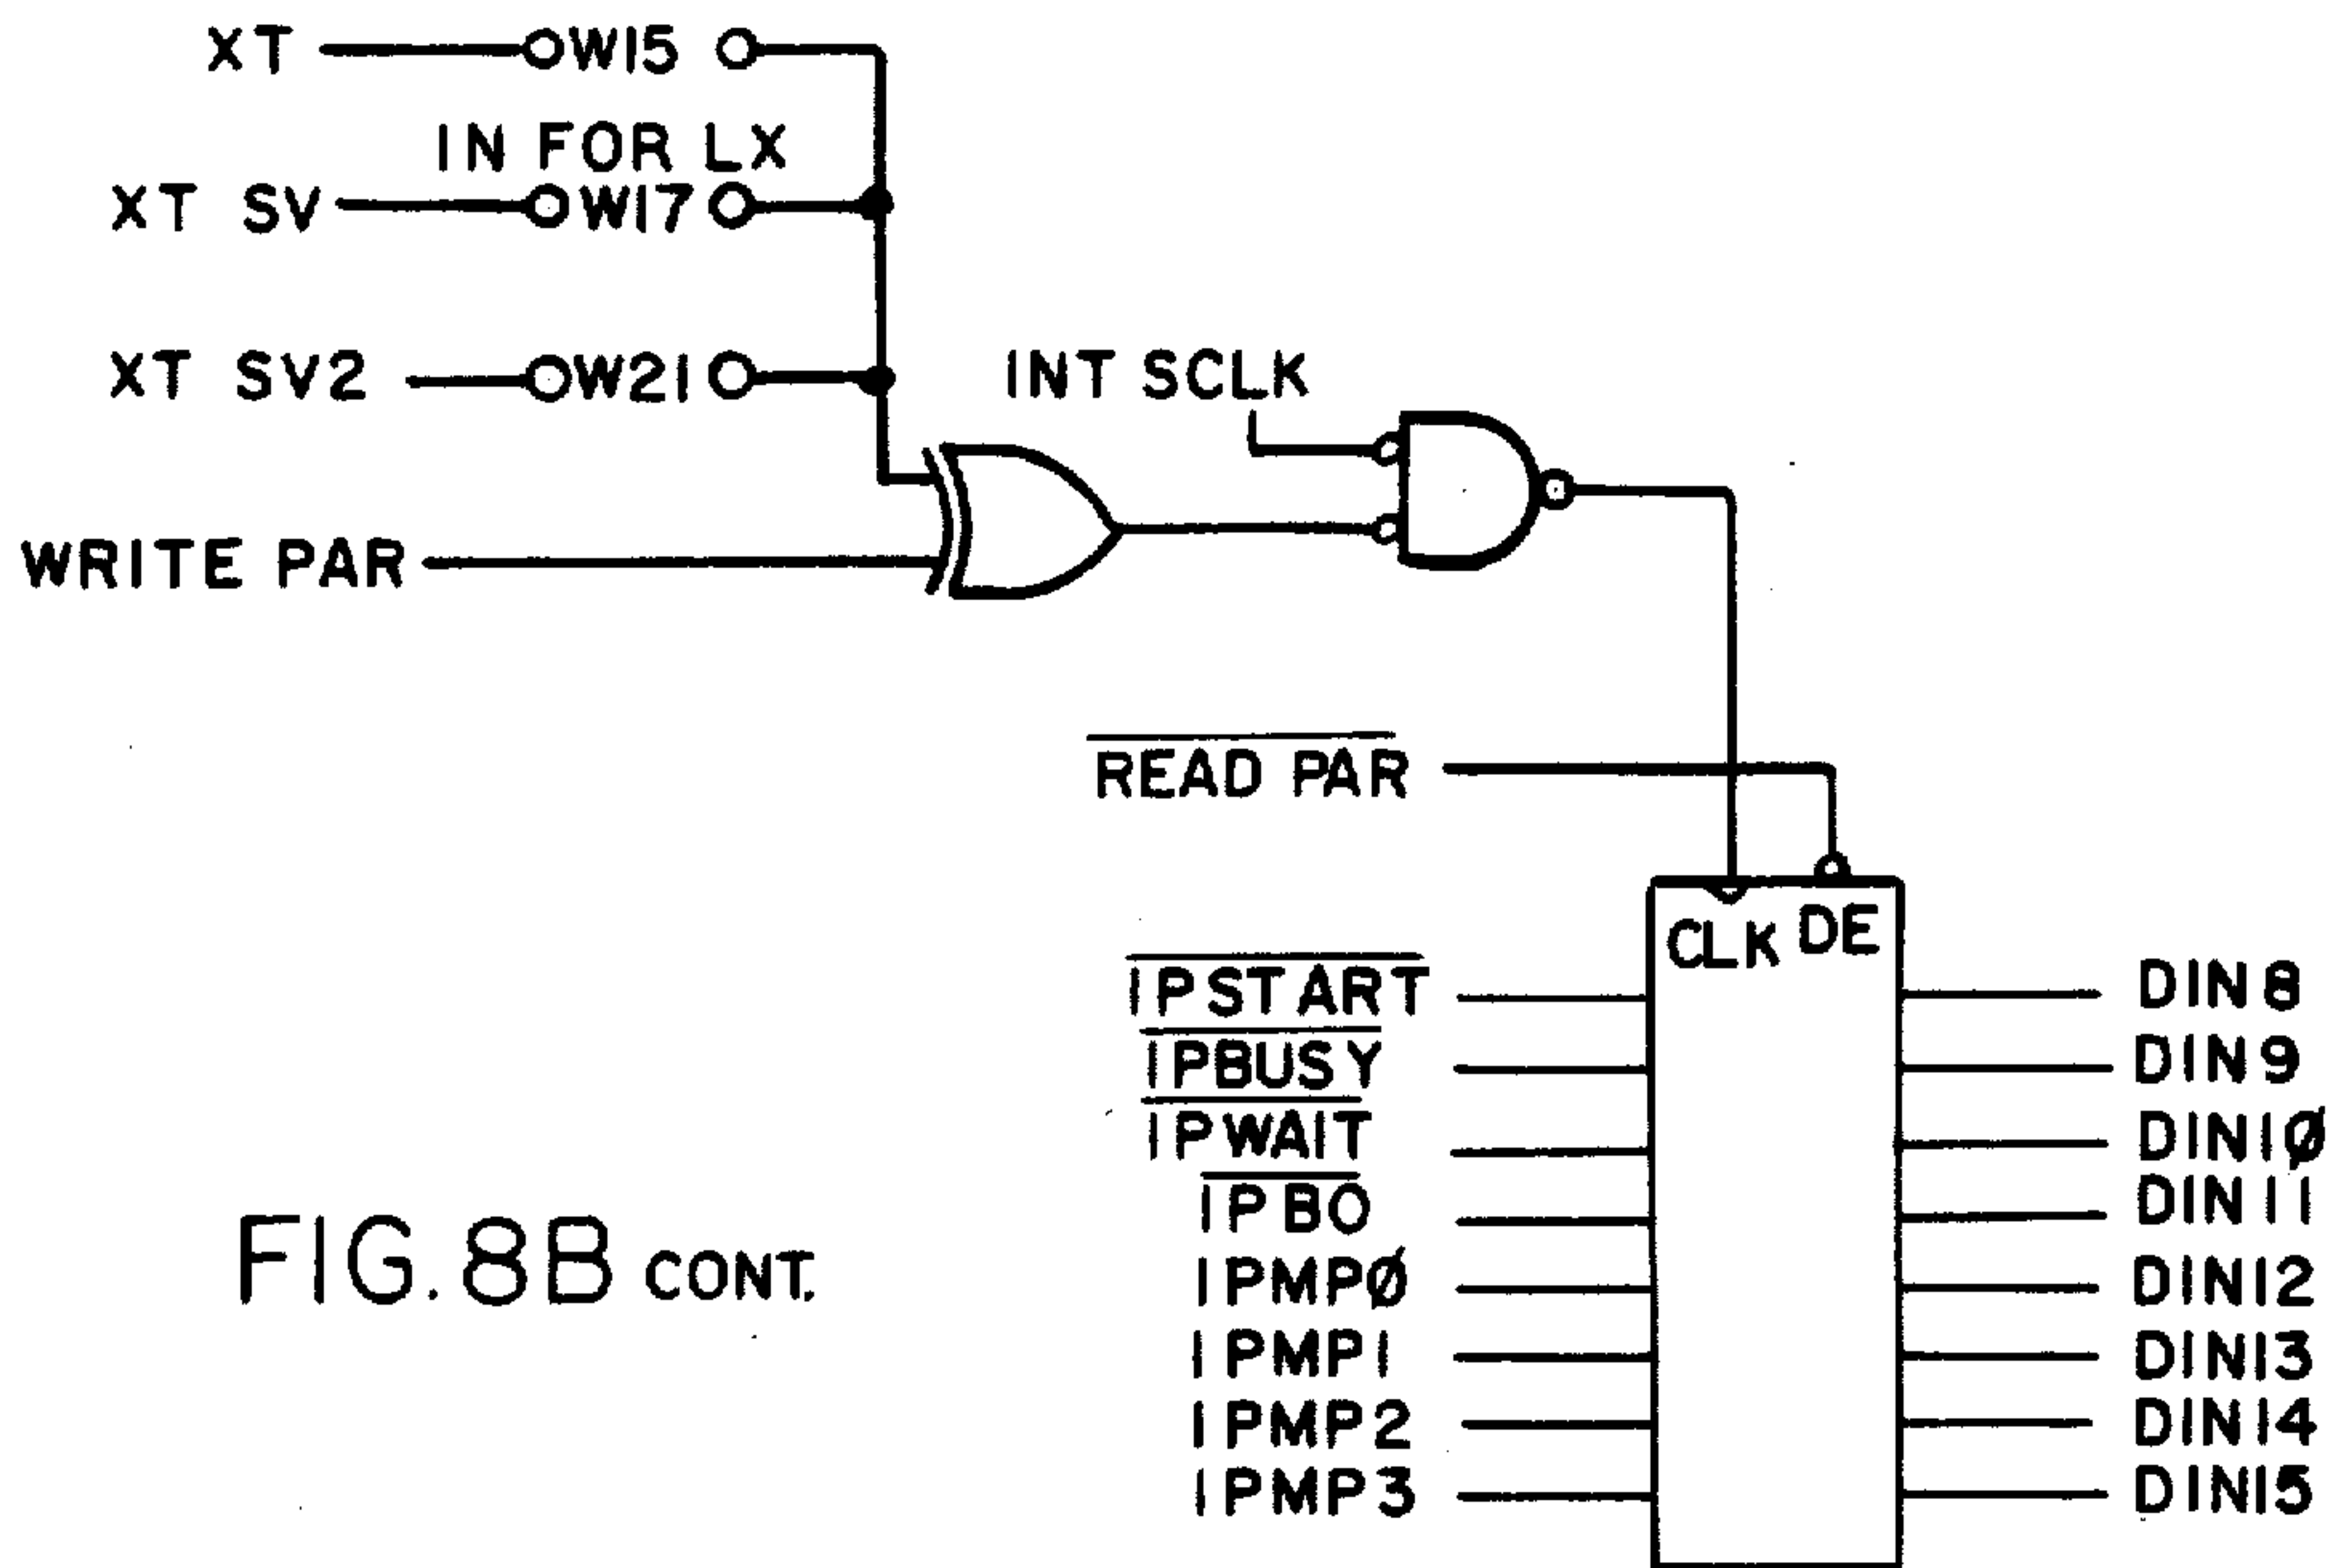 XT W15
IN FOR LX
XT SV W17
XT SV2 W21
INT SCLK
WRITE PAR
READ PAR
CLK DE
IPSTART DIN8
IPBUSY DIN9
IPWAIT DIN1Ø
IPBO DIN11
IPMPØ DIN12
IPMP1 DIN13
IPMP2 DIN14
IPMP3 DIN15
FIG. 8B CONT.